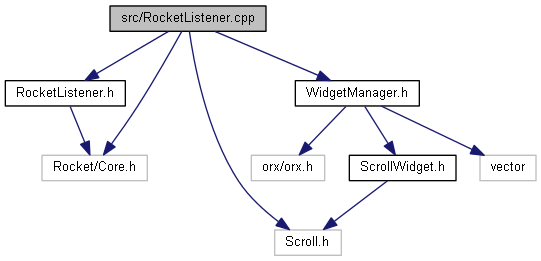 src/RocketListener.cpp
RocketListener.h
WidgetManager.h
Rocket/Core.h
orx/orx.h
ScrollWidget.h
vector
Scroll.h